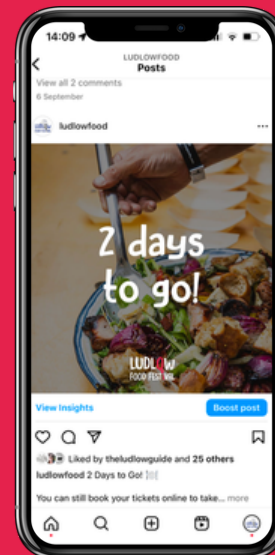 14:09
LUDLOWFOOD
Posts
View all 2 comments
6 September
ludlowfood
2 days
to go!
LUDLOW
FOOD FESTIVAL
View Insights
Boost post
Liked by theludlowguide and 25 others
ludlowfood 2 Days to Go!
You can still book your tickets online to take... more